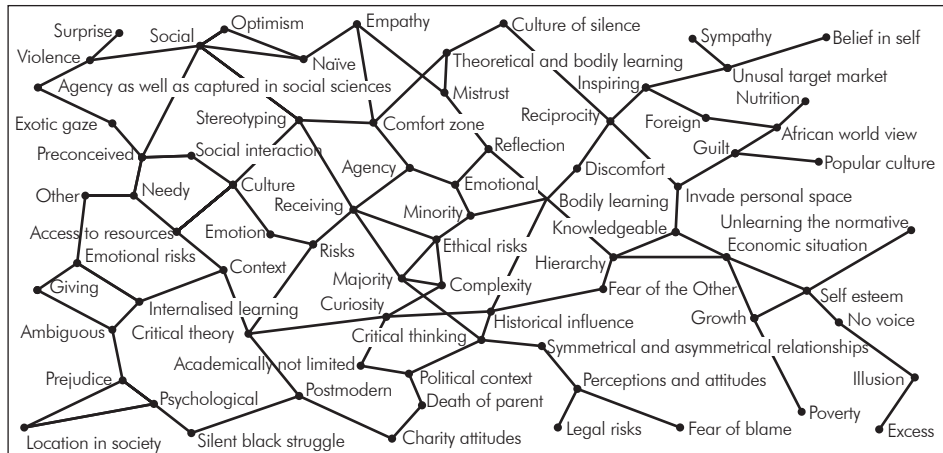 Surprise
Social
Optimism
Empathy
Culture of silence
Sympathy
Belief in self
Violence
Naïve
Theoretical and bodily learning
Unusal target market
Agency as well as captured in social sciences
Mistrust
Inspiring
Nutrition
Exotic gaze
Stereotyping
Comfort zone
Reciprocity
Foreign
African world view
Preconceived
Social interaction
Reflection
Guilt
Agency
Discomfort
Popular culture
Other
Needy
Culture
Emotional
Receiving
Minority
Bodily learning
Invade personal space
Access to resources
Emotion
Knowledgeable
Unlearning the normative
Emotional risks
Risks
Ethical risks
Economic situation
Context
Hierarchy
Giving
Majority
Complexity
Fear of the Other
Self esteem
Internalised learning
Curiosity
Ambiguous
Critical theory
Critical thinking
Historical influence
Growth
No voice
Academically not limited
Symmetrical and asymmetrical relationships
Prejudice
Political context
Perceptions and attitudes
Illusion
Psychological
Postmodern
Death of parent
Poverty
Location in society
Silent black struggle
Charity attitudes
Legal risks
Fear of blame
Excess